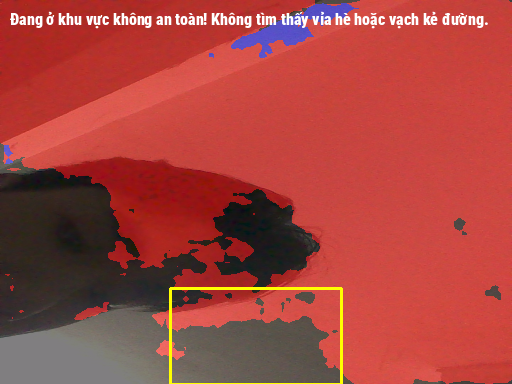 Đang ở khu vực không an toàn! Không tìm thấy vỉa hè hoặc vạch kẻ đường.